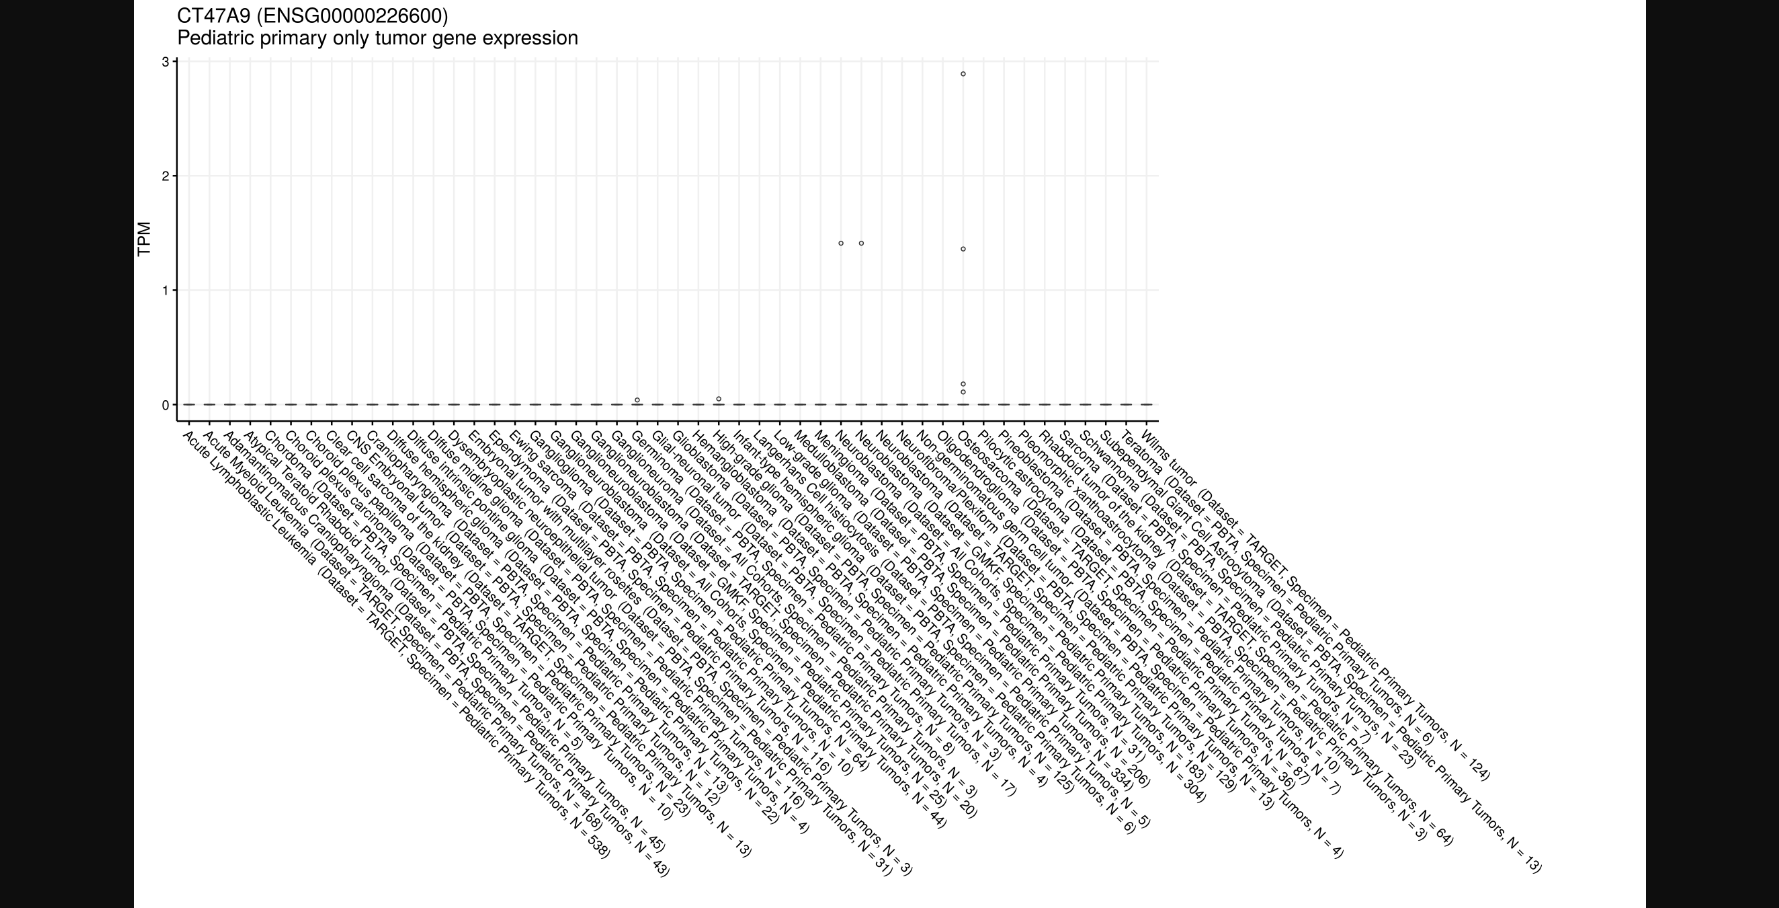 CT47A9 (ENSG00000226600)
Pediatric primary only tumor gene expression
TPM
3
2
1
0
Acute Lymphoblastic Leukemia (Dataset = TARGET, Specimen = Pediatric Primary Tumors, N = 538)
Acute Myeloid Leukemia (Dataset = TARGET, Specimen = Pediatric Primary Tumors, N = 168)
Adamantinomatous Craniopharyngioma (Dataset = PBTA, Specimen = Pediatric Primary Tumors, N = 43)
Atypical Teratoid Rhabdoid Tumor (Dataset = PBTA, Specimen = Pediatric Primary Tumors, N = 45)
Chordoma (Dataset = PBTA, Specimen = Pediatric Primary Tumors, N = 5)
Choroid plexus carcinoma (Dataset = PBTA, Specimen = Pediatric Primary Tumors, N = 10)
Choroid plexus papilloma (Dataset = PBTA, Specimen = Pediatric Primary Tumors, N = 23)
Clear cell sarcoma of the kidney (Dataset = TARGET, Specimen = Pediatric Primary Tumors, N = 13)
CNS Embryonal tumor (Dataset = PBTA, Specimen = Pediatric Primary Tumors, N = 12)
Craniopharyngioma (Dataset = PBTA, Specimen = Pediatric Primary Tumors, N = 13)
Diffuse hemispheric glioma (Dataset = PBTA, Specimen = Pediatric Primary Tumors, N = 22)
Diffuse intrinsic pontine glioma (Dataset = PBTA, Specimen = Pediatric Primary Tumors, N = 4)
Diffuse midline glioma (Dataset = PBTA, Specimen = Pediatric Primary Tumors, N = 116)
Dysembryoplastic neuroepithelial tumor (Dataset = PBTA, Specimen = Pediatric Primary Tumors, N = 31)
Embryonal tumor with multilayer rosettes (Dataset = PBTA, Specimen = Pediatric Primary Tumors, N = 3)
Ependymoma (Dataset = PBTA, Specimen = Pediatric Primary Tumors, N = 116)
Ewing sarcoma (Dataset = PBTA, Specimen = Pediatric Primary Tumors, N = 10)
Ganglioglioma (Dataset = PBTA, Specimen = Pediatric Primary Tumors, N = 64)
Ganglioneuroblastoma (Dataset = All Cohorts, Specimen = Pediatric Primary Tumors, N = 44)
Ganglioneuroblastoma (Dataset = GMKF, Specimen = Pediatric Primary Tumors, N = 25)
Ganglioneuroblastoma (Dataset = TARGET, Specimen = Pediatric Primary Tumors, N = 20)
Ganglioneuroma (Dataset = All Cohorts, Specimen = Pediatric Primary Tumors, N = 3)
Germinoma (Dataset = PBTA, Specimen = Pediatric Primary Tumors, N = 8)
Glial-neuronal tumor (Dataset = PBTA, Specimen = Pediatric Primary Tumors, N = 17)
Glioblastoma (Dataset = PBTA, Specimen = Pediatric Primary Tumors, N = 3)
Hemangioblastoma (Dataset = PBTA, Specimen = Pediatric Primary Tumors, N = 4)
High-grade glioma (Dataset = PBTA, Specimen = Pediatric Primary Tumors, N = 125)
Infant-type hemispheric glioma (Dataset = PBTA, Specimen = Pediatric Primary Tumors, N = 6)
Langerhans Cell histiocytosis (Dataset = PBTA, Specimen = Pediatric Primary Tumors, N = 5)
Low-grade glioma (Dataset = PBTA, Specimen = Pediatric Primary Tumors, N = 334)
Medulloblastoma (Dataset = PBTA, Specimen = Pediatric Primary Tumors, N = 206)
Meningioma (Dataset = PBTA, Specimen = Pediatric Primary Tumors, N = 31)
Neuroblastoma (Dataset = All Cohorts, Specimen = Pediatric Primary Tumors, N = 304)
Neuroblastoma (Dataset = GMKF, Specimen = Pediatric Primary Tumors, N = 183)
Neuroblastoma (Dataset = TARGET, Specimen = Pediatric Primary Tumors, N = 129)
Neurofibroma/Plexiform (Dataset = PBTA, Specimen = Pediatric Primary Tumors, N = 13)
Non-germinomatous germ cell tumor (Dataset = PBTA, Specimen = Pediatric Primary Tumors, N = 4)
Oligodendroglioma (Dataset = PBTA, Specimen = Pediatric Primary Tumors, N = 36)
Osteosarcoma (Dataset = TARGET, Specimen = Pediatric Primary Tumors, N = 87)
Pilocytic astrocytoma (Dataset = PBTA, Specimen = Pediatric Primary Tumors, N = 7)
Pineoblastoma (Dataset = PBTA, Specimen = Pediatric Primary Tumors, N = 10)
Pleomorphic xanthoastrocytoma (Dataset = PBTA, Specimen = Pediatric Primary Tumors, N = 3)
Rhabdoid tumor of the kidney (Dataset = TARGET, Specimen = Pediatric Primary Tumors, N = 64)
Sarcoma (Dataset = PBTA, Specimen = Pediatric Primary Tumors, N = 7)
Schwannoma (Dataset = PBTA, Specimen = Pediatric Primary Tumors, N = 23)
Subependymal Giant Cell Astrocytoma (Dataset = PBTA, Specimen = Pediatric Primary Tumors, N = 13)
Teratoma (Dataset = PBTA, Specimen = Pediatric Primary Tumors, N = 6)
Wilms tumor (Dataset = TARGET, Specimen = Pediatric Primary Tumors, N = 124)